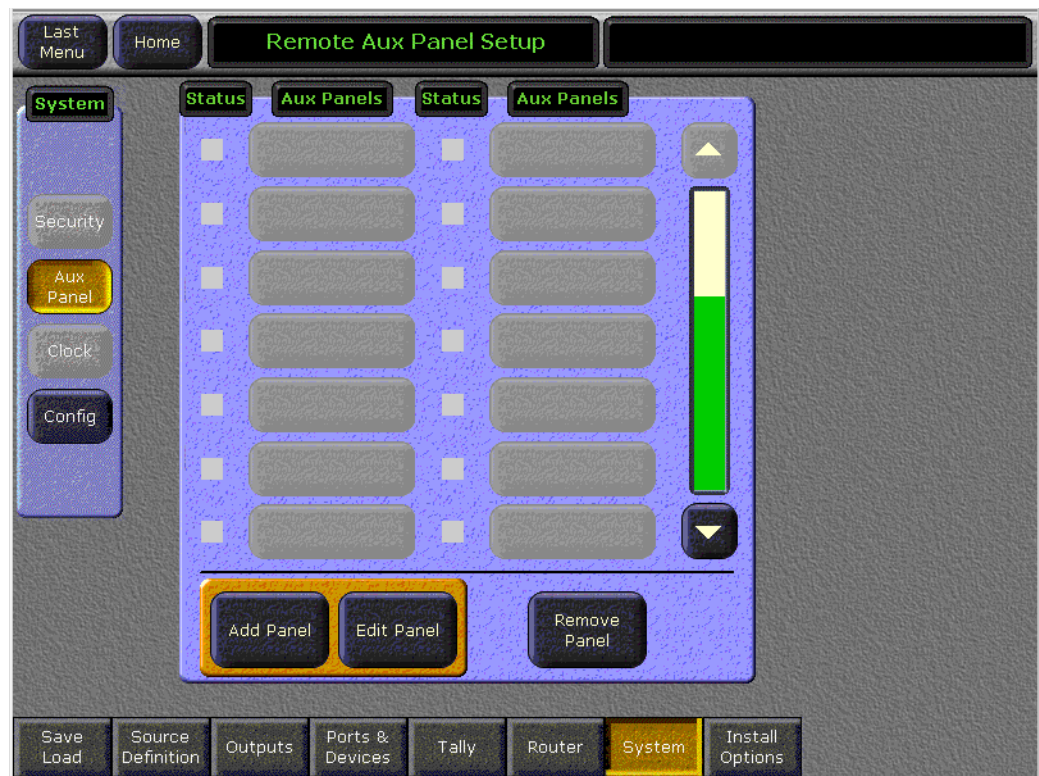 Last
Menu
Home
Remote Aux Panel Setup
System
Status
Aux Panels
Status
Aux Panels
Security
Aux
Panel
Clock
Config
Add Panel
Edit Panel
Remove
Panel
Save
Load
Source
Definition
Outputs
Ports &
Devices
Tally
Router
System
Install
Options